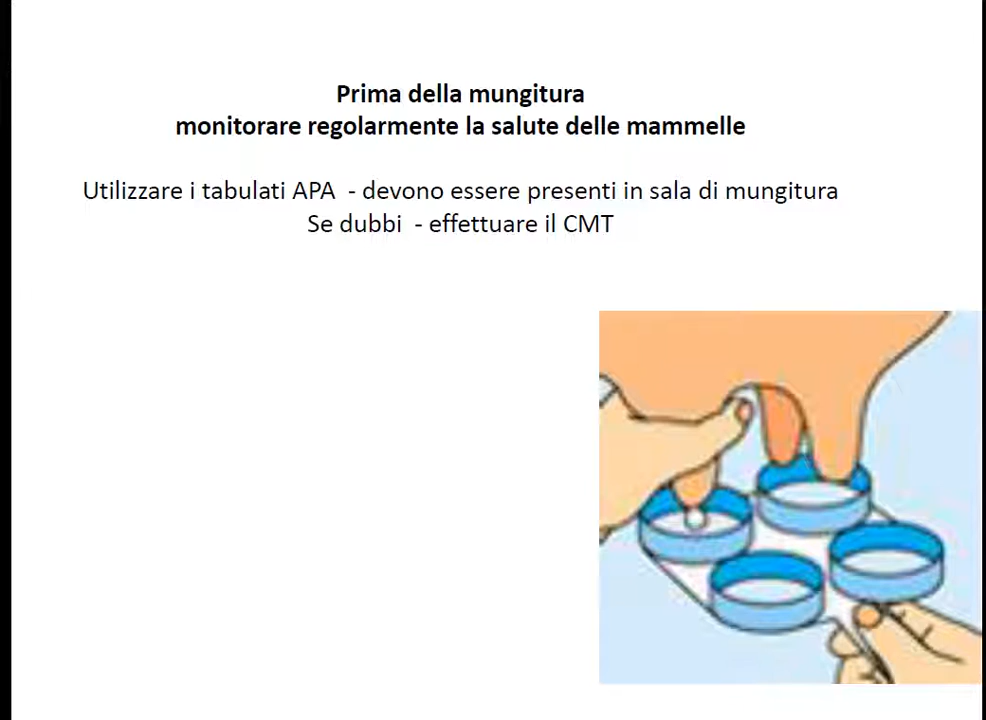 Prima della mungitura
monitorare regolarmente la salute delle mammelle
Utilizzare i tabulati APA - devono essere presenti in sala di mungitura
Se dubbi - effettuare il CMT